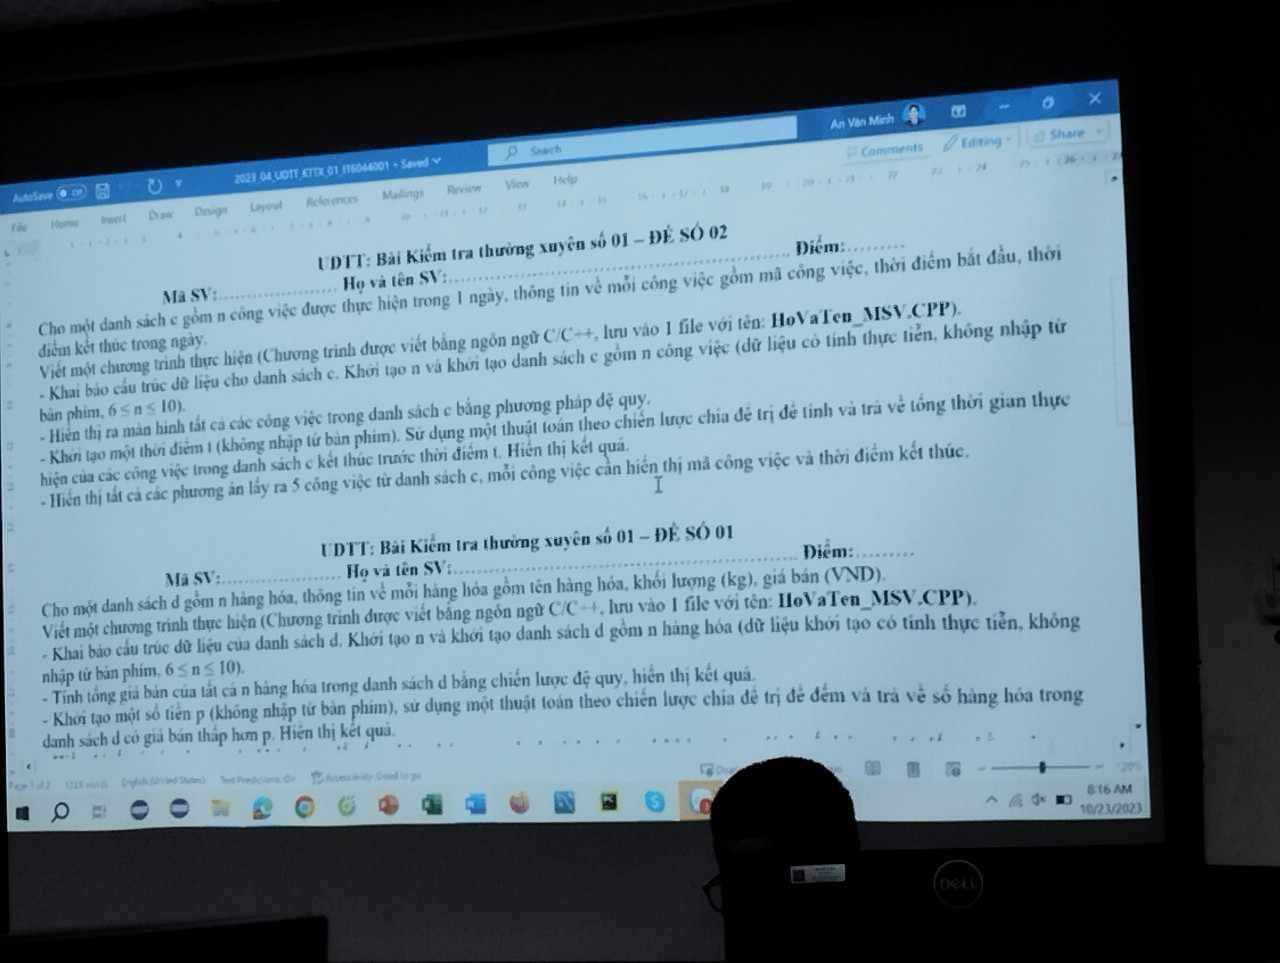 AutoSave Off
2023_04_UDTT_KTTX_01_IT6044001 - Saved
Search
An Văn Minh
File Home Insert Draw Design Layout References Mailings Review View Help
Comments Editing Share
UDTT: Bài Kiểm tra thường xuyên số 01 – ĐỀ SỐ 02
Mã SV:.................... Họ và tên SV:............................................................ Điểm:..........
Cho một danh sách c gồm n công việc được thực hiện trong 1 ngày, thông tin về mỗi công việc gồm mã công việc, thời điểm bắt đầu, thời
điểm kết thúc trong ngày.
Viết một chương trình thực hiện (Chương trình được viết bằng ngôn ngữ C/C++, lưu vào 1 file với tên: HoVaTen_MSV.CPP).
- Khai báo cấu trúc dữ liệu cho danh sách c. Khởi tạo n và khởi tạo danh sách c gồm n công việc (dữ liệu có tính thực tiễn, không nhập từ
bàn phím, 6 ≤ n ≤ 10).
- Hiển thị ra màn hình tất cả các công việc trong danh sách c bằng phương pháp đệ quy.
- Khởi tạo một thời điểm t (không nhập từ bàn phím). Sử dụng một thuật toán theo chiến lược chia để trị để tính và trả về tổng thời gian thực
hiện của các công việc trong danh sách c kết thúc trước thời điểm t. Hiển thị kết quả.
- Hiển thị tất cả các phương án lấy ra 5 công việc từ danh sách c, mỗi công việc cần hiển thị mã công việc và thời điểm kết thúc.
UDTT: Bài Kiểm tra thường xuyên số 01 – ĐỀ SỐ 01
Mã SV:.................... Họ và tên SV:............................................................ Điểm:..........
Cho một danh sách d gồm n hàng hóa, thông tin về mỗi hàng hóa gồm tên hàng hóa, khối lượng (kg), giá bán (VND).
Viết một chương trình thực hiện (Chương trình được viết bằng ngôn ngữ C/C++, lưu vào 1 file với tên: HoVaTen_MSV.CPP).
- Khai báo cấu trúc dữ liệu của danh sách d. Khởi tạo n và khởi tạo danh sách d gồm n hàng hóa (dữ liệu khởi tạo có tính thực tiễn, không
nhập từ bàn phím, 6 ≤ n ≤ 10).
- Tính tổng giá bán của tất cả n hàng hóa trong danh sách d bằng chiến lược đệ quy, hiển thị kết quả.
- Khởi tạo một số tiền p (không nhập từ bàn phím), sử dụng một thuật toán theo chiến lược chia để trị để đếm và trả về số hàng hóa trong
danh sách d có giá bán thấp hơn p. Hiển thị kết quả.
Page 1 of 2 English (United States) Text Predictions: On Accessibility: Good to go
8:16 AM
10/23/2023
DELL